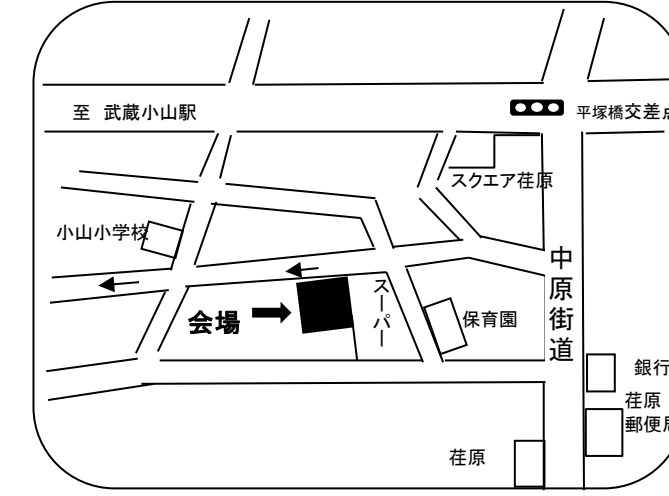 至 武蔵小山駅
平塚橋交差点
スクエア荏原
小山小学校
中原街道
スーパー
会場
保育園
銀行
荏原
郵便局
荏原